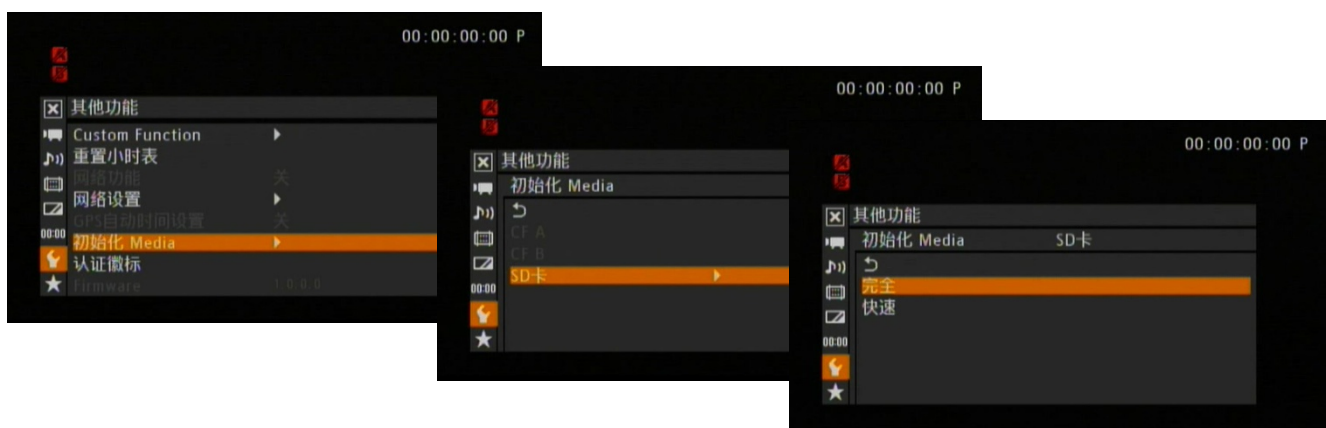 00:00:00:00 P
A
B
其他功能
Custom Function
重置小时表
网络功能 关
网络设置
GPS自动时间设置 关
00:00
初始化 Media
认证徽标
Firmware 1.0.0.0
00:00:00:00 P
A
B
其他功能
初始化 Media
CF A
CF B
SD卡
00:00
00:00:00:00 P
A
B
其他功能
初始化 Media SD卡
完全
快速
00:00